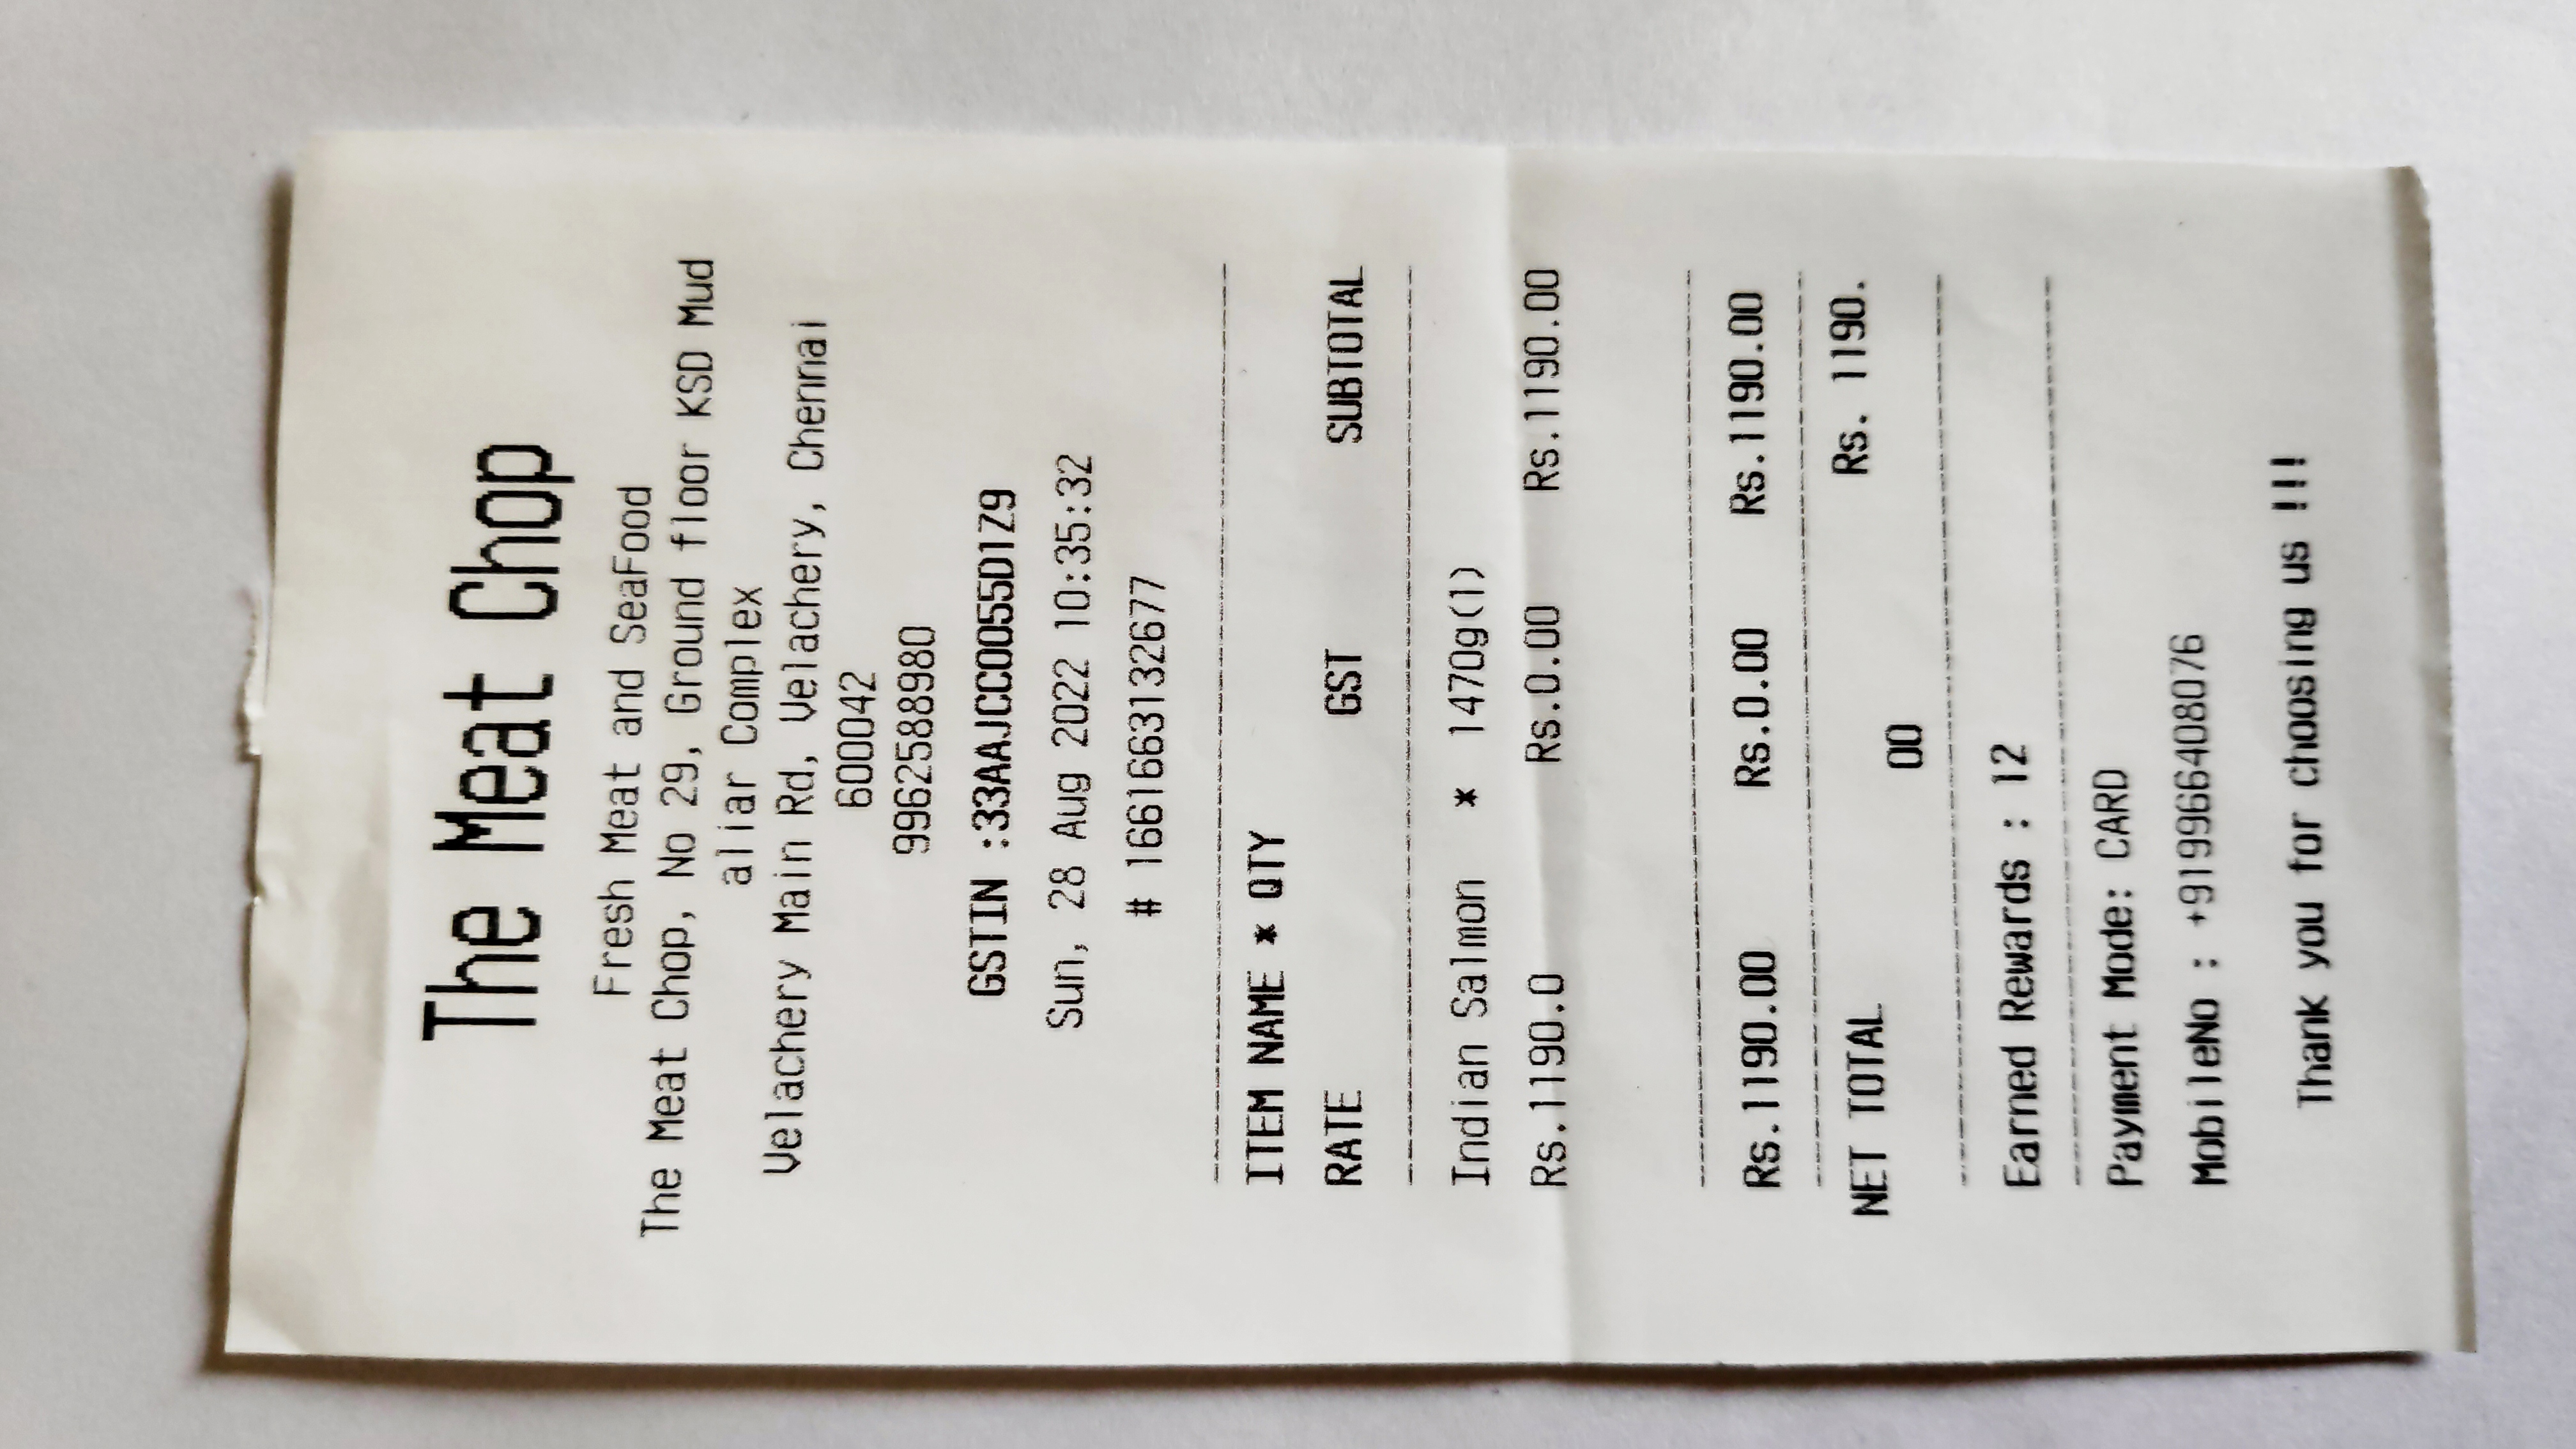 The Meat Chop
Fresh Meat and SeaFood
The Meat Chop, No 29, Ground floor KSD Mud
aliar Complex
Velachery Main Rd, Velachery, Chennai
600042
9962588980
GSTIN :33AAJCC0055D1Z9
Sun, 28 Aug 2022 10:35:32
# 1661663132677
ITEM NAME * QTY
RATE GST SUBTOTAL
Indian Salmon * 1470g(1)
Rs.1190.0 Rs.0.00 Rs.1190.00
Rs.1190.00 Rs.0.00 Rs.1190.00
NET TOTAL Rs. 1190.
00
Earned Rewards : 12
Payment Mode: CARD
MobileNo : +919966408076
Thank you for choosing us !!!